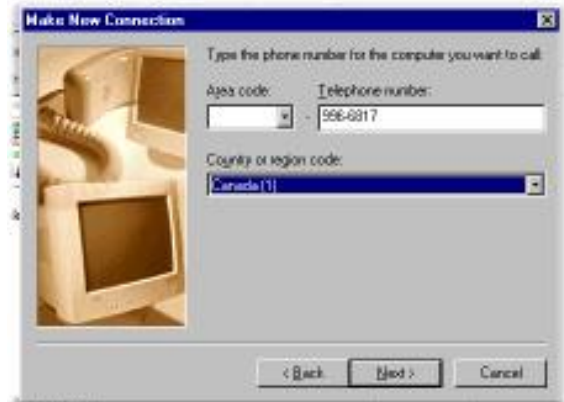 Make New Connection
Type the phone number for the computer you want to call:
Area code: Telephone number:
- 996-6817
Country or region code:
Canada (1)
< Back Next > Cancel